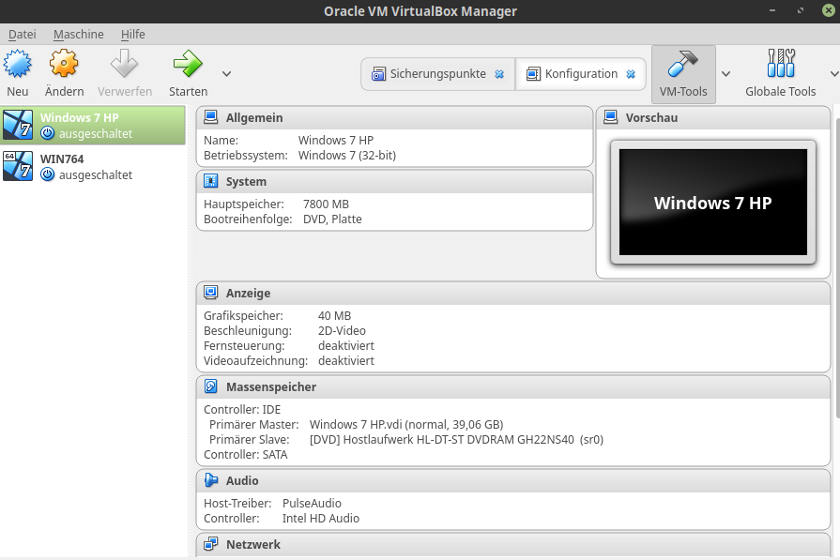 Oracle VM VirtualBox Manager
Datei Maschine Hilfe
Neu Ändern Verwerfen Starten Sicherungspunkte Konfiguration VM-Tools Globale Tools
Windows 7 HP
ausgeschaltet
64
WIN764
ausgeschaltet
Allgemein
Name: Windows 7 HP
Betriebssystem: Windows 7 (32-bit)
System
Hauptspeicher: 7800 MB
Bootreihenfolge: DVD, Platte
Vorschau
Windows 7 HP
Anzeige
Grafikspeicher: 40 MB
Beschleunigung: 2D-Video
Fernsteuerung: deaktiviert
Videoaufzeichnung: deaktiviert
Massenspeicher
Controller: IDE
Primärer Master: Windows 7 HP.vdi (normal, 39,06 GB)
Primärer Slave: [DVD] Hostlaufwerk HL-DT-ST DVDRAM GH22NS40 (sr0)
Controller: SATA
Audio
Host-Treiber: PulseAudio
Controller: Intel HD Audio
Netzwerk